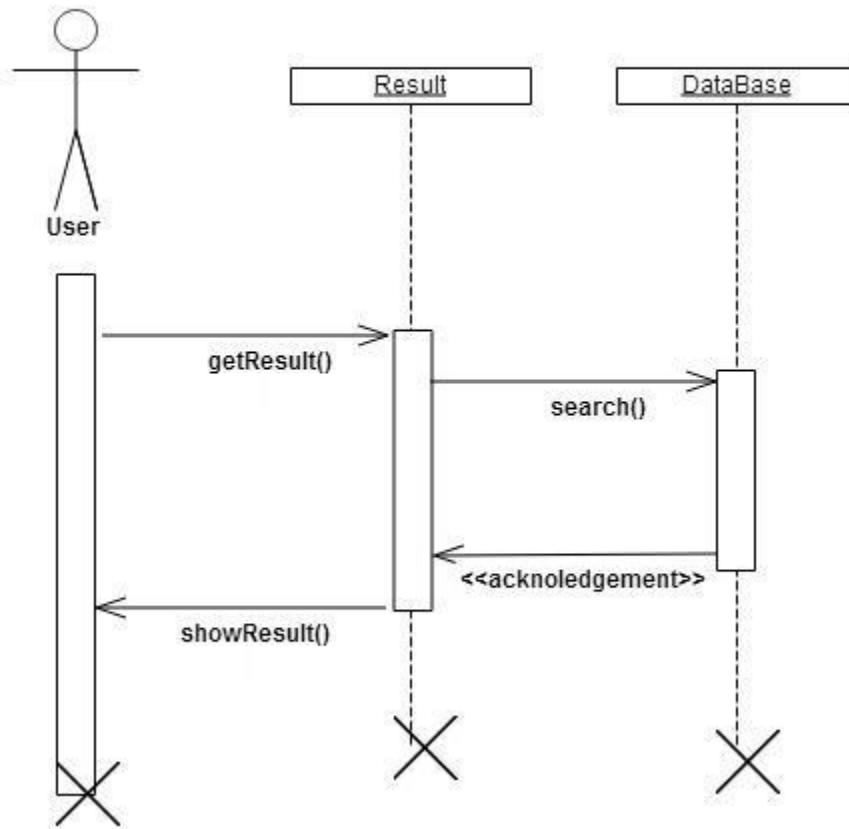 Result
DataBase
User
getResult()
search()
<<acknoledgement>>
showResult()